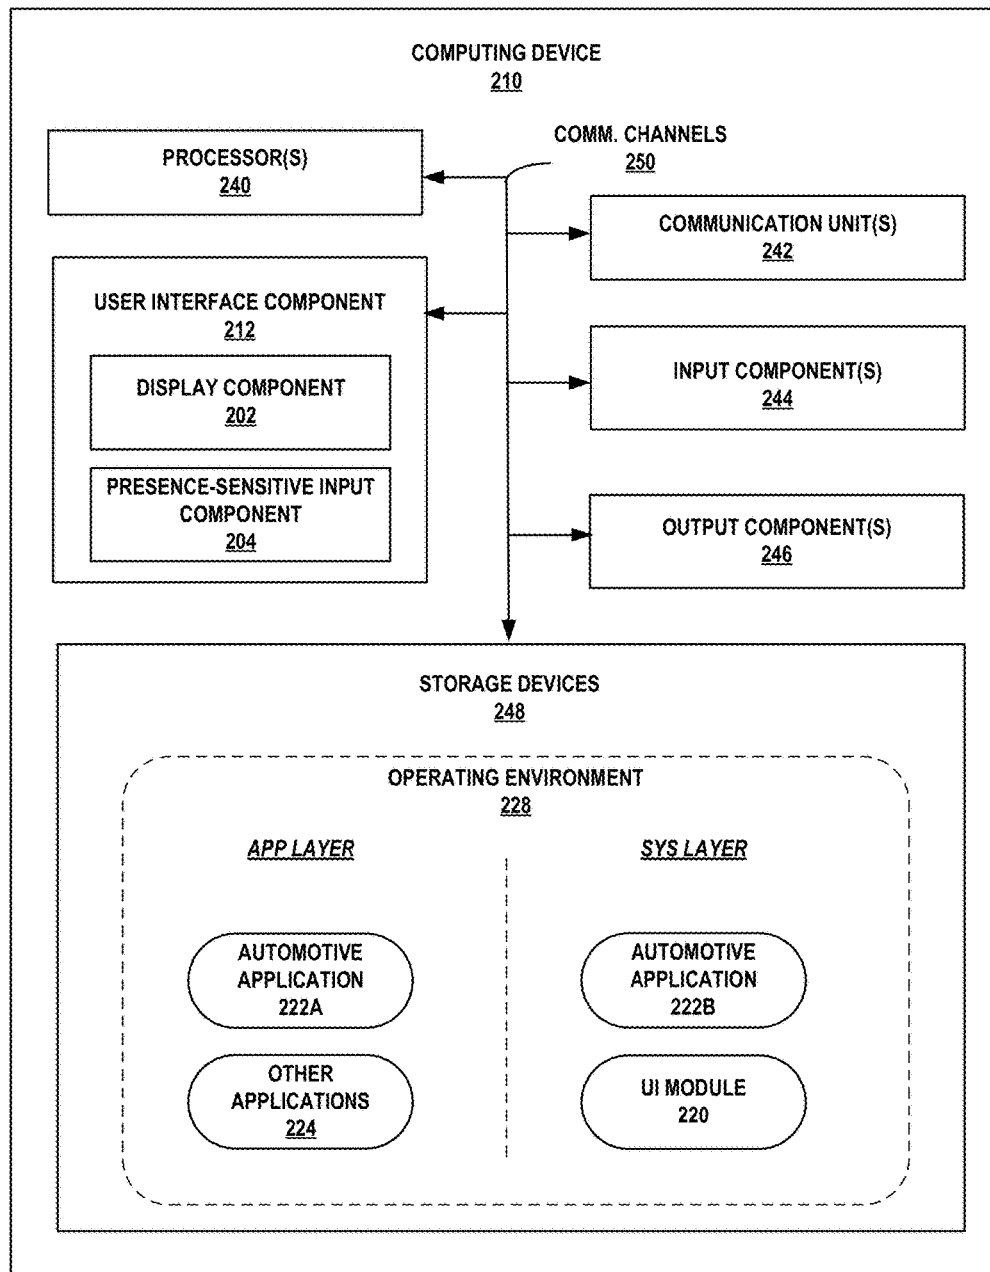 COMPUTING DEVICE
210
PROCESSOR(S)
240
COMM. CHANNELS
250
COMMUNICATION UNIT(S)
242
USER INTERFACE COMPONENT
212
DISPLAY COMPONENT
202
PRESENCE-SENSITIVE INPUT
COMPONENT
204
INPUT COMPONENT(S)
244
OUTPUT COMPONENT(S)
246
STORAGE DEVICES
248
OPERATING ENVIRONMENT
228
APP LAYER
SYS LAYER
AUTOMOTIVE
APPLICATION
222A
AUTOMOTIVE
APPLICATION
222B
OTHER
APPLICATIONS
224
UI MODULE
220